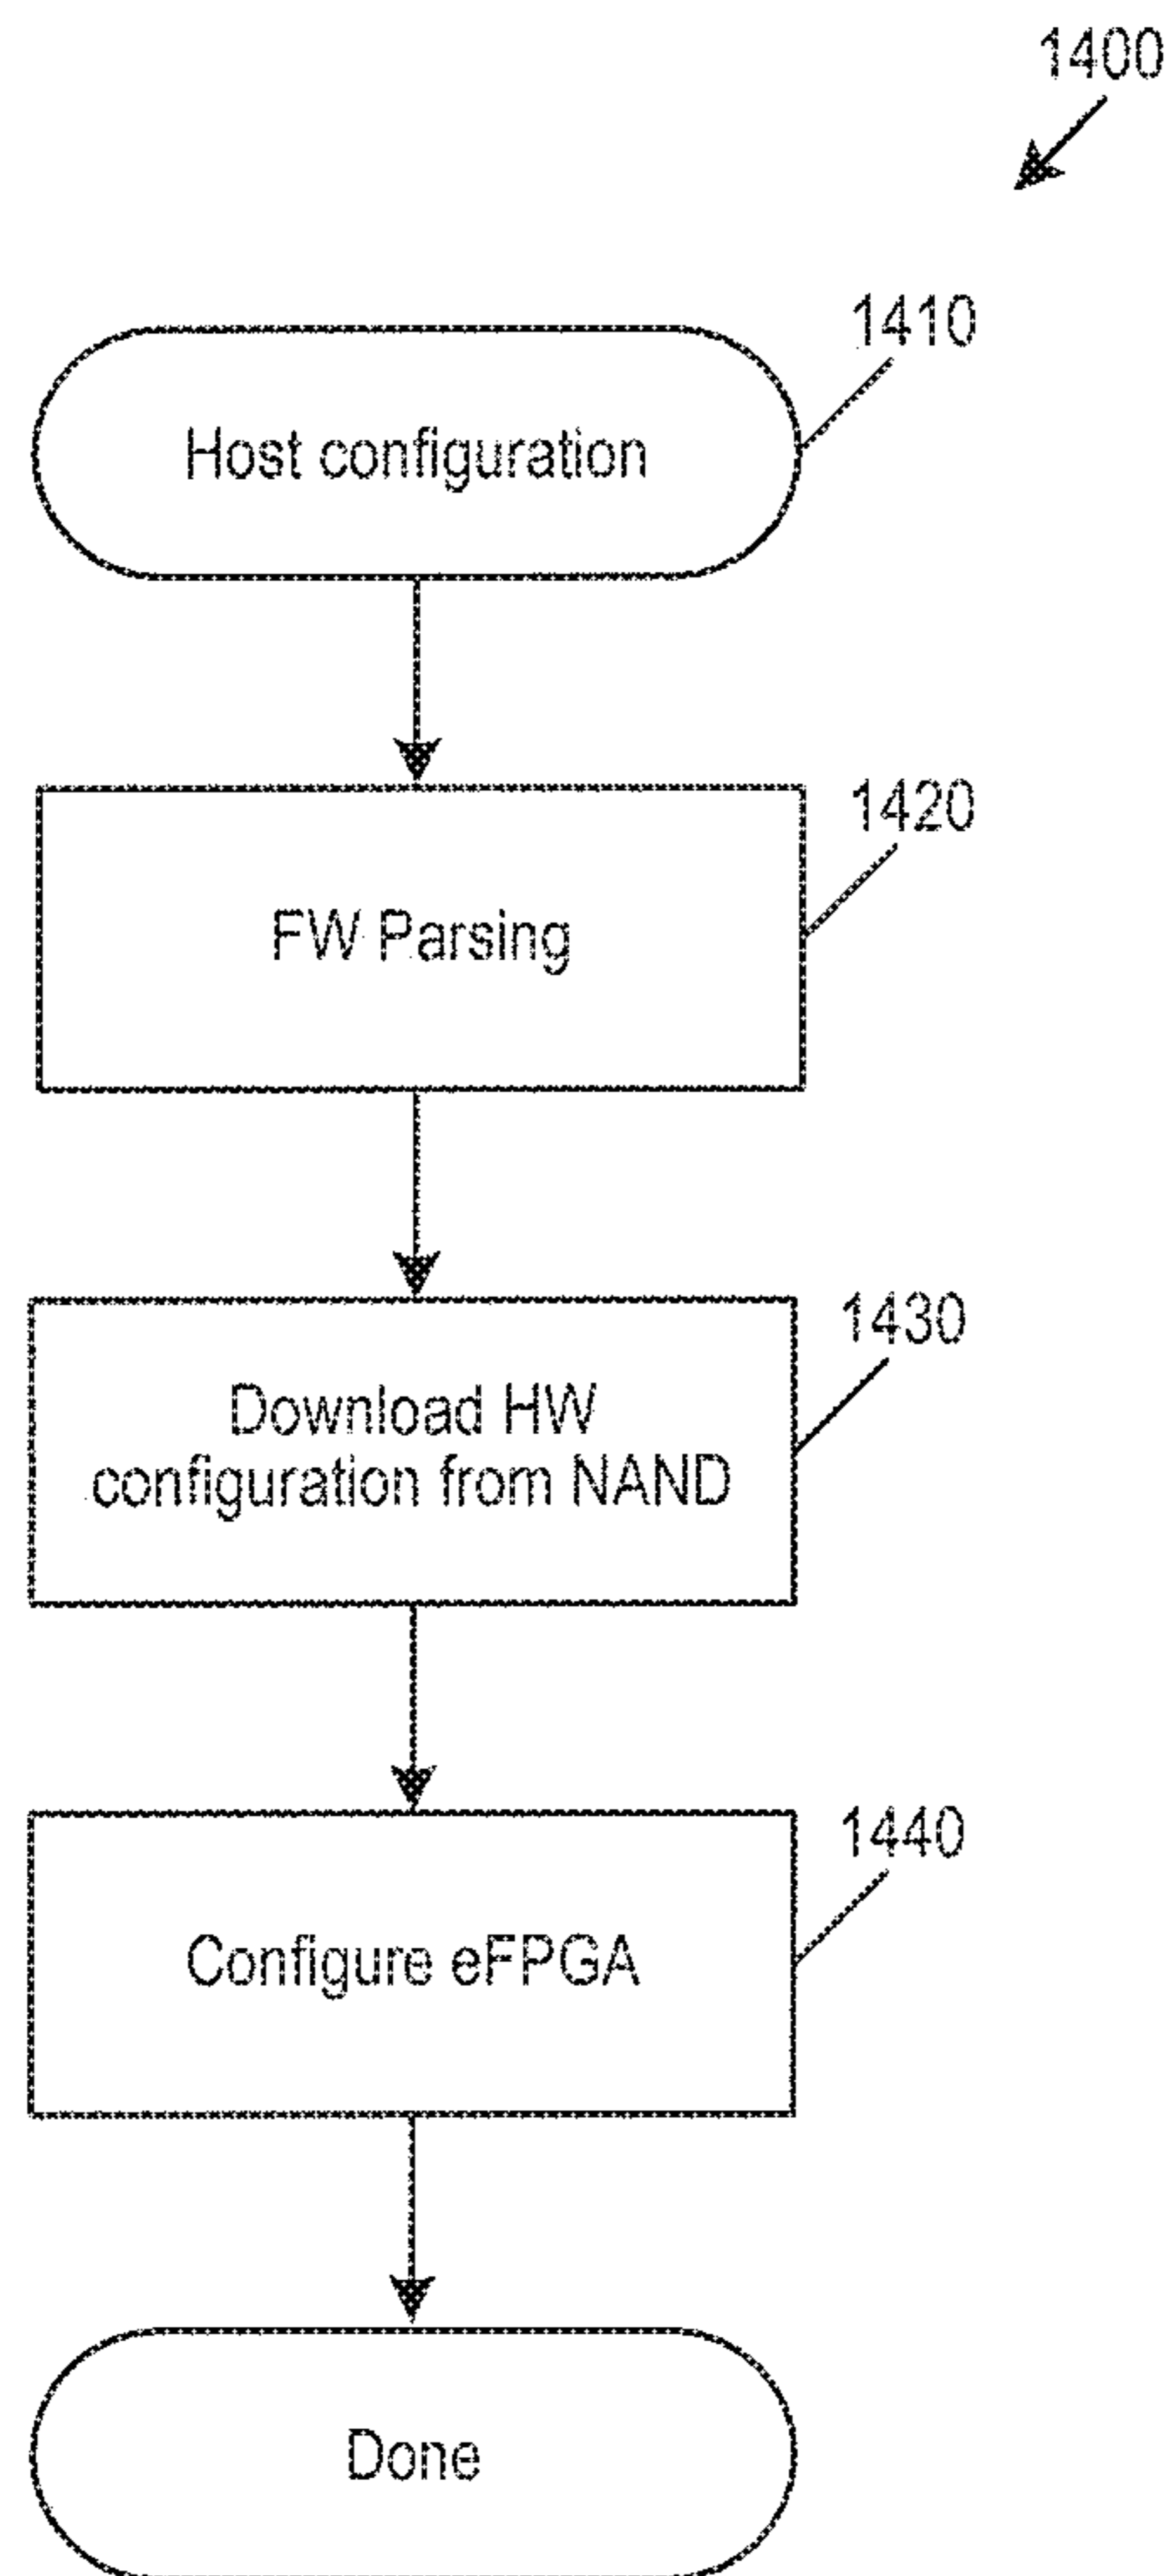 1400
1410
Host configuration
1420
FW Parsing
1430
Download HW
configuration from NAND
1440
Configure eFPGA
Done